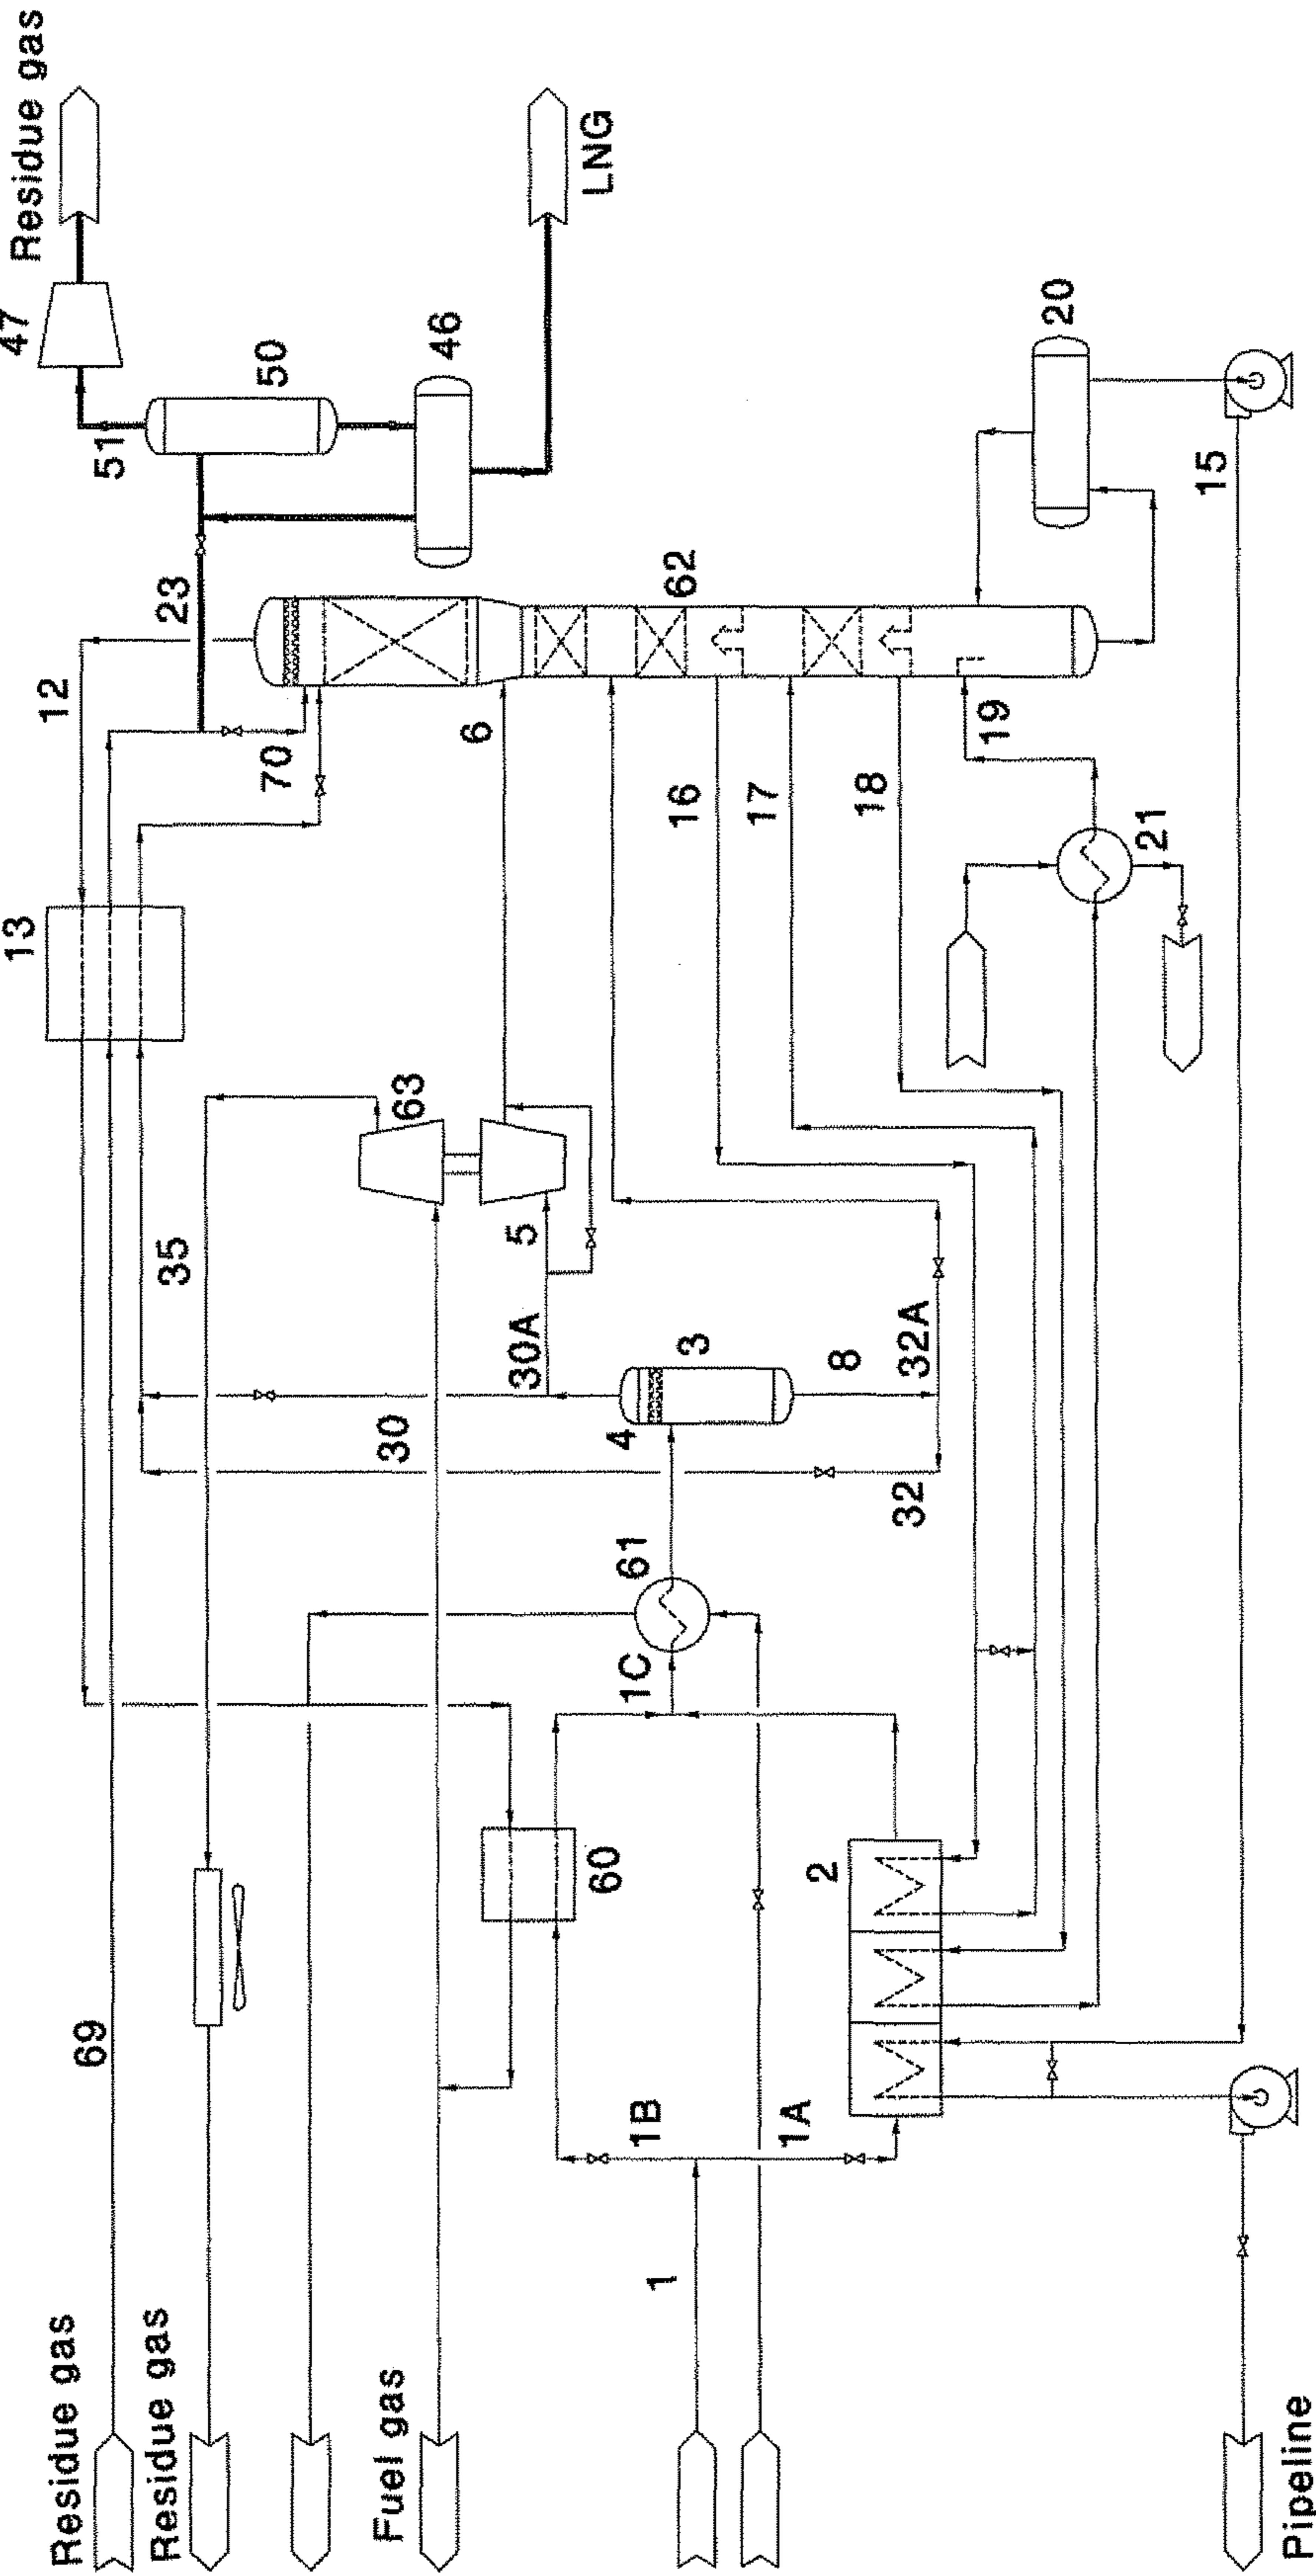 Residue gas
47
51
50
46
LNG
12
23
70
6
62
20
15
16
17
18
19
21
13
63
35
5
30A
3
8
32A
30
4
32
61
1C
60
2
69
1B
1A
1
Residue gas
Residue gas
Fuel gas
Pipeline